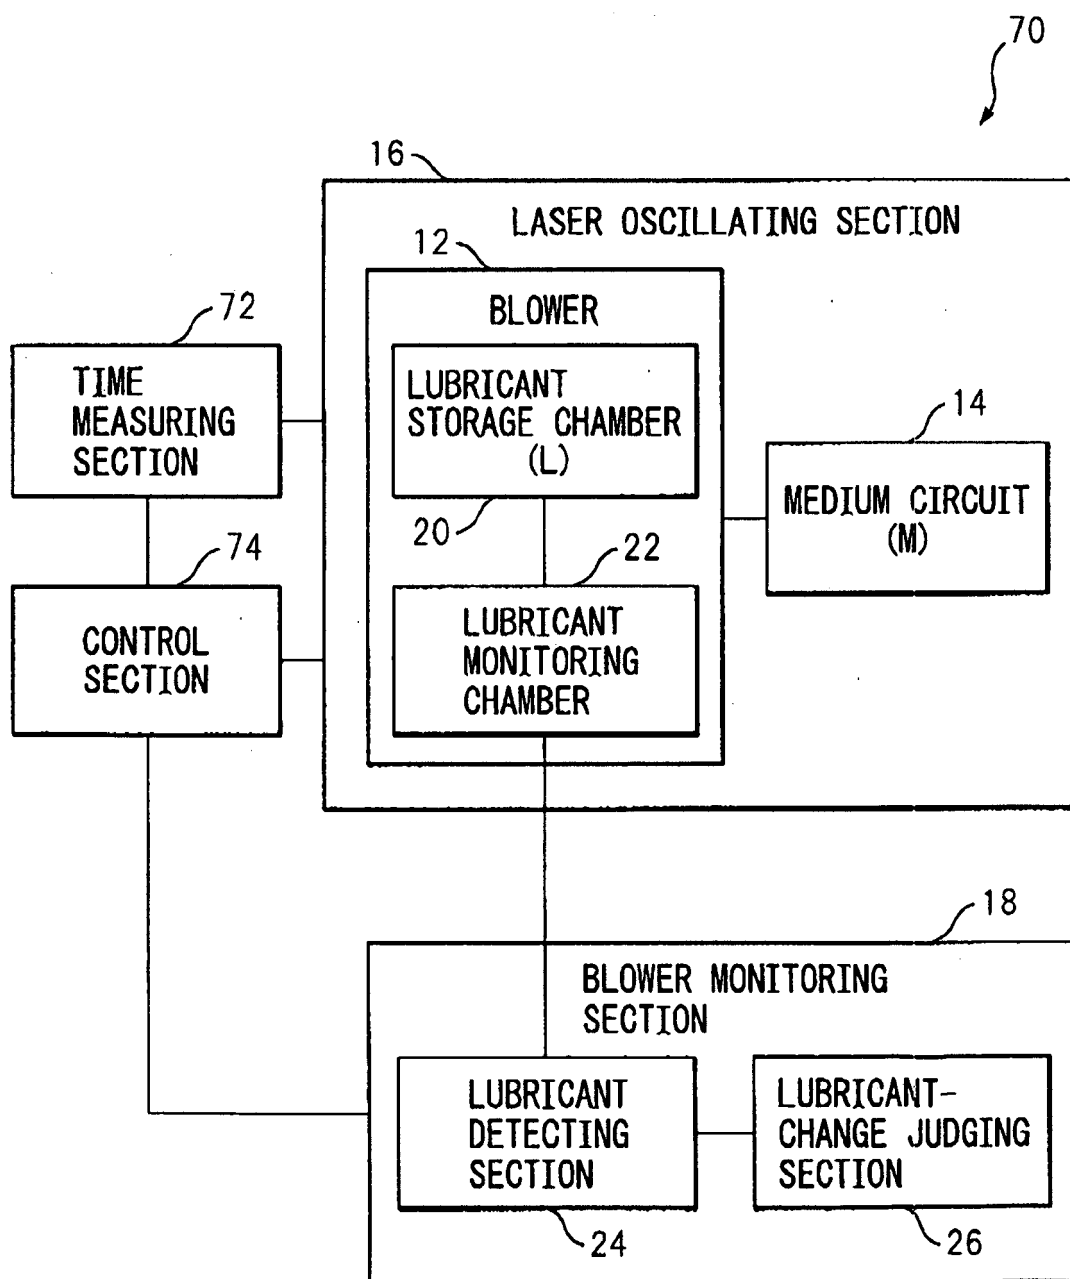 70
16
LASER OSCILLATING SECTION
12
BLOWER
72
TIME
MEASURING
SECTION
LUBRICANT
STORAGE CHAMBER
(L)
20
14
MEDIUM CIRCUIT
(M)
74
CONTROL
SECTION
22
LUBRICANT
MONITORING
CHAMBER
18
BLOWER MONITORING
SECTION
LUBRICANT
DETECTING
SECTION
24
LUBRICANT-
CHANGE JUDGING
SECTION
26